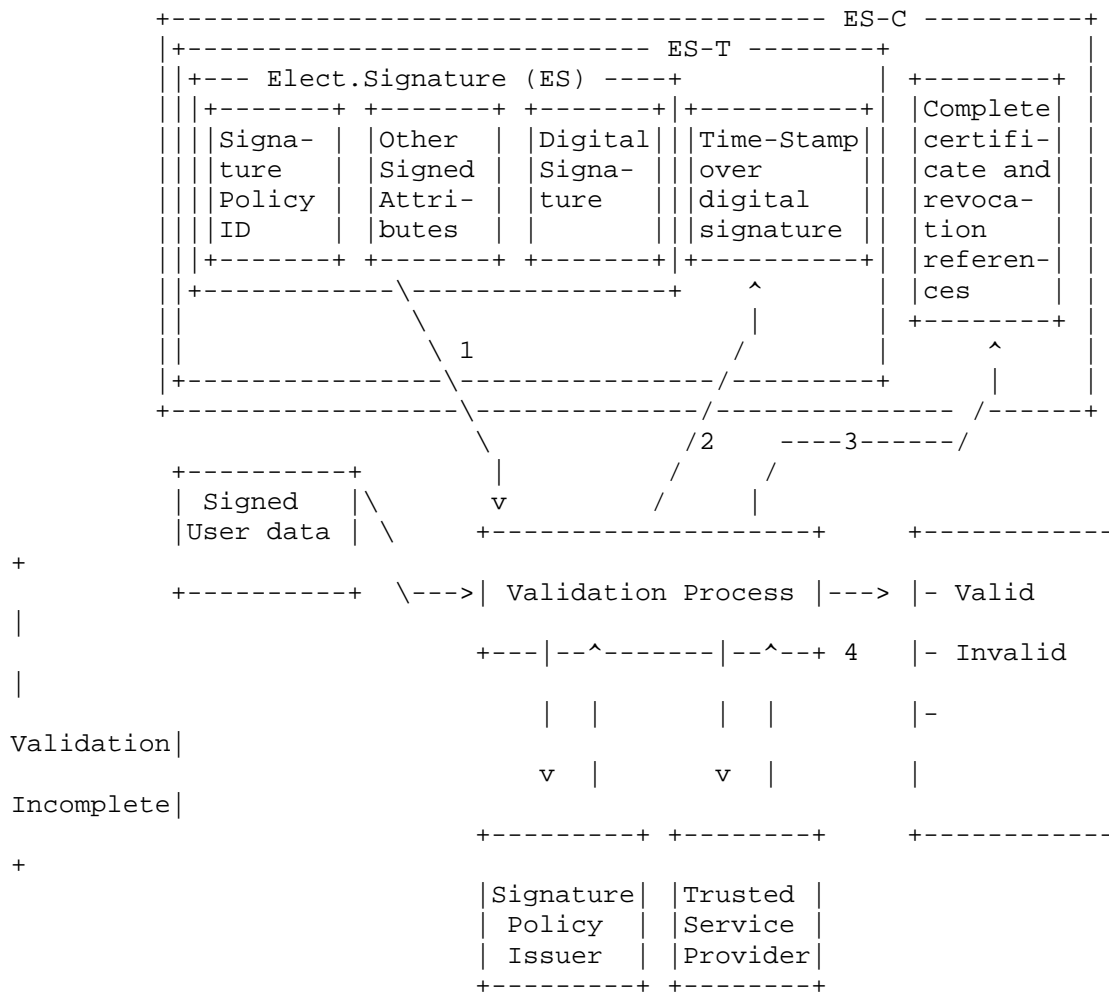 +--------------------------------------- ES-C ----------+
|+---------------------------- ES-T --------+            |
||+--- Elect.Signature (ES) ----+           | +--------+ |
|||+-------+ +-------+ +-------+|+----------+| |Complete| |
||||Signa- | |Other  | |Digital|||Time-Stamp|| |certifi-| |
||||ture   | |Signed | |Signa- |||over      || |cate and| |
||||Policy | |Attri- | |ture   |||digital   || |revoca- | |
||||ID     | |butes  | |       |||signature || |tion    | |
|||+-------+ +-------+ +-------+|+----------+| |referen-| |
||+------------\----------------+     ^      | |ces     | |
||              \                     |      | +--------+ |
||               \ 1                 /       |      ^     |
|+----------------\----------------/---------+      |     |
+------------------\--------------/--------------- /------+
\ /2 ----3------/
+----------+ | / /
| Signed |\ v / |
|User data | \ +--------------------+ +------------
+
+----------+ \--->| Validation Process |---> |- Valid
|
+---|--^-------|--^--+ 4 |- Invalid
|
| | | | |-
Validation|
v | v | |
Incomplete|
+---------+ +--------+ +------------
+
|Signature| |Trusted |
| Policy | |Service |
| Issuer | |Provider|
+---------+ +--------+